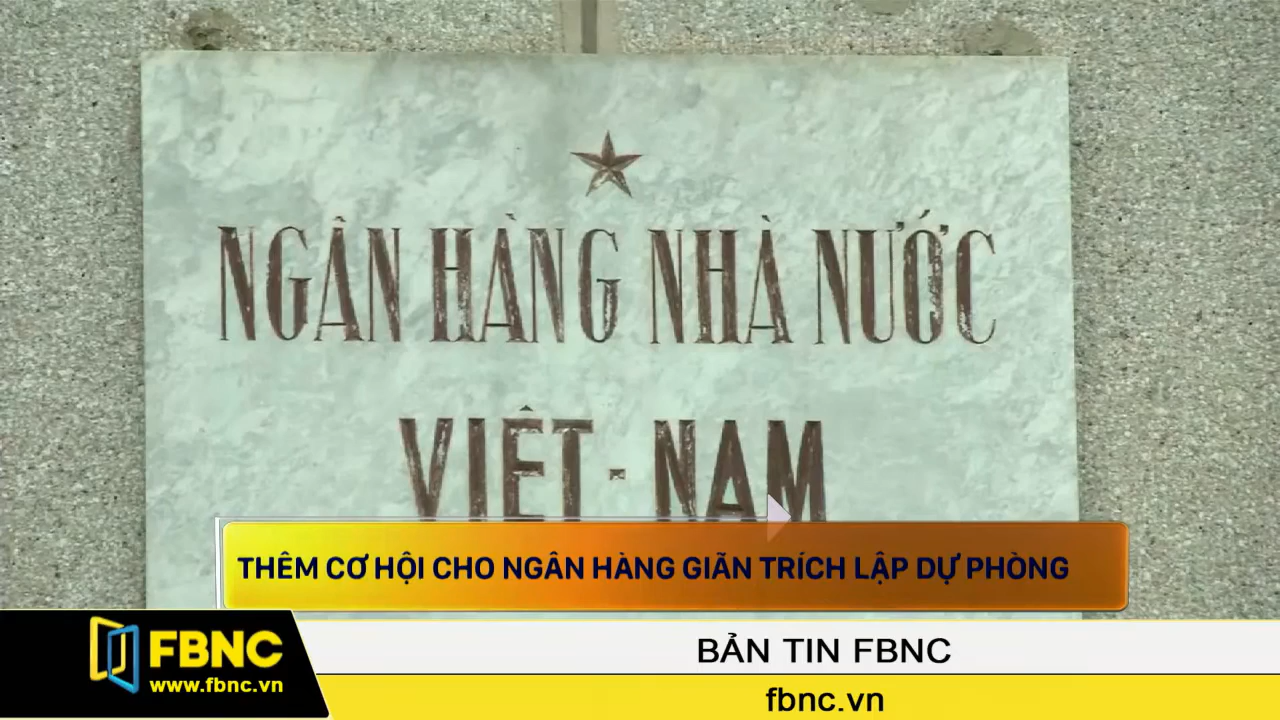 NGÂN HÀNG NHÀ NƯỚC
VIỆT-NAM
THÊM CƠ HỘI CHO NGÂN HÀNG GIÃN TRÍCH LẬP DỰ PHÒNG
FBNC
www.fbnc.vn
BẢN TIN FBNC
fbnc.vn